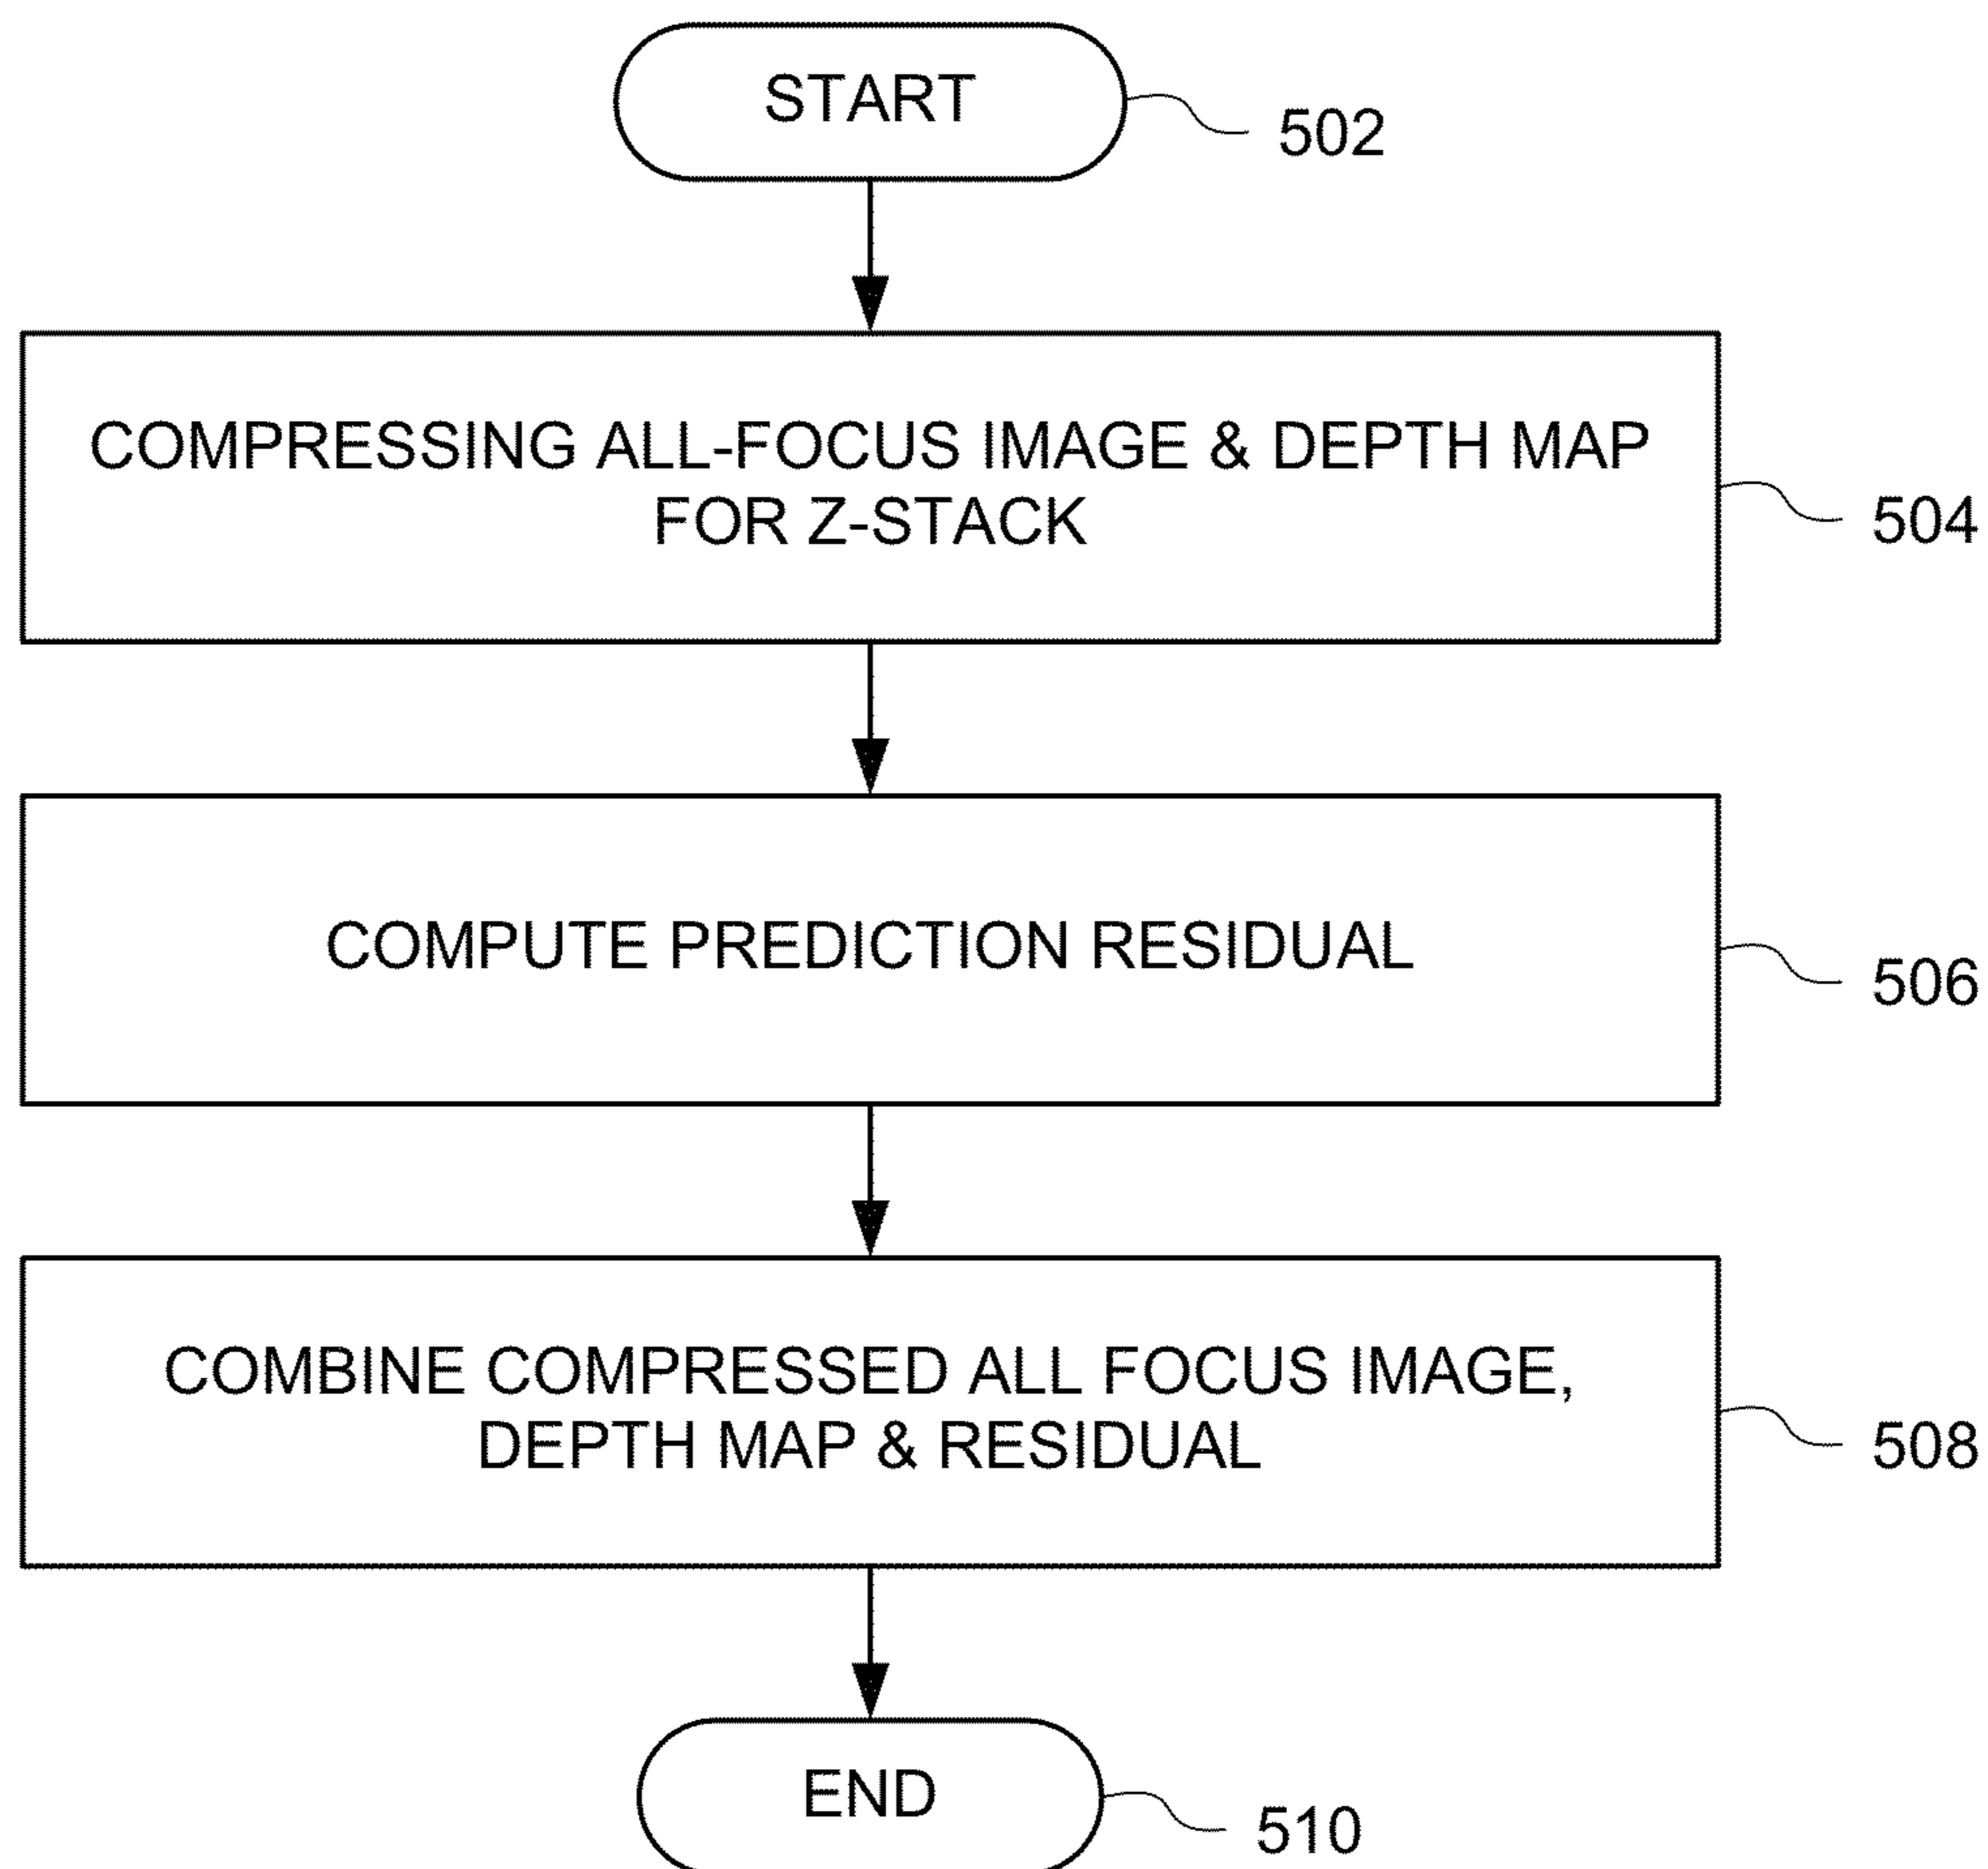 START
502
COMPRESSING ALL-FOCUS IMAGE & DEPTH MAP
FOR Z-STACK
504
COMPUTE PREDICTION RESIDUAL
506
COMBINE COMPRESSED ALL FOCUS IMAGE,
DEPTH MAP & RESIDUAL
508
END
510